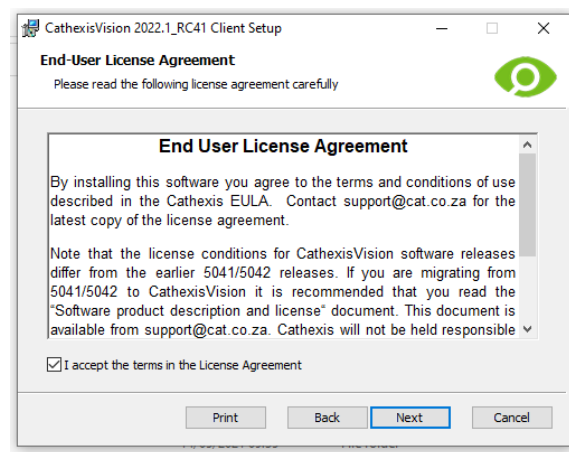 CathexisVision 2022.1_RC41 Client Setup
End-User License Agreement
Please read the following license agreement carefully
End User License Agreement
By installing this software you agree to the terms and conditions of use
described in the Cathexis EULA. Contact support@cat.co.za for the
latest copy of the license agreement.
Note that the license conditions for CathexisVision software releases
differ from the earlier 5041/5042 releases. If you are migrating from
5041/5042 to CathexisVision it is recommended that you read the
“Software product description and license“ document. This document is
available from support@cat.co.za. Cathexis will not be held responsible
I accept the terms in the License Agreement
Print Back Next Cancel